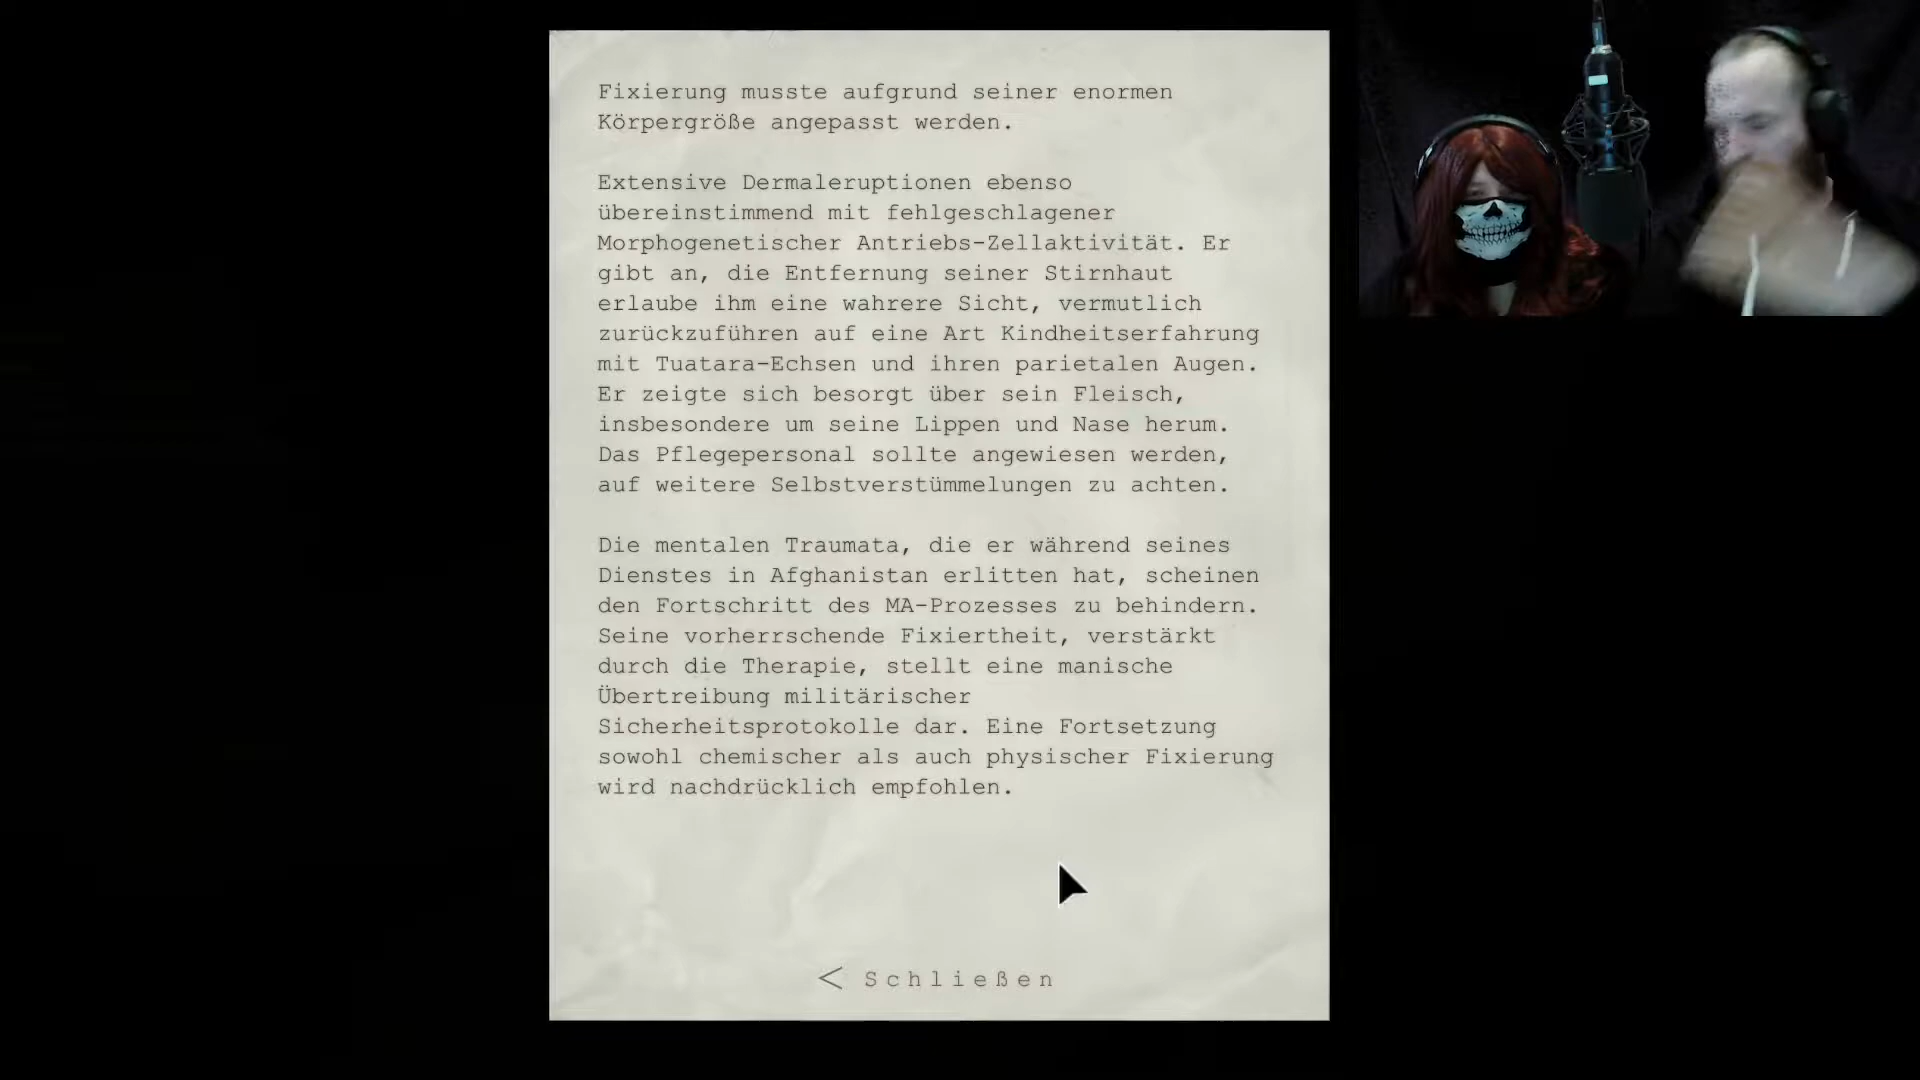 Fixierung musste aufgrund seiner enormen
Körpergröße angepasst werden.
Extensive Dermaleruptionen ebenso
übereinstimmend mit fehlgeschlagener
Morphogenetischer Antriebs-Zellaktivität. Er
gibt an, die Entfernung seiner Stirnhaut
erlaube ihm eine wahrere Sicht, vermutlich
zurückzuführen auf eine Art Kindheitserfahrung
mit Tuatara-Echsen und ihren parietalen Augen.
Er zeigte sich besorgt über sein Fleisch,
insbesondere um seine Lippen und Nase herum.
Das Pflegepersonal sollte angewiesen werden,
auf weitere Selbstverstümmelungen zu achten.
Die mentalen Traumata, die er während seines
Dienstes in Afghanistan erlitten hat, scheinen
den Fortschritt des MA-Prozesses zu behindern.
Seine vorherrschende Fixiertheit, verstärkt
durch die Therapie, stellt eine manische
Übertreibung militärischer
Sicherheitsprotokolle dar. Eine Fortsetzung
sowohl chemischer als auch physischer Fixierung
wird nachdrücklich empfohlen.
< Schließen